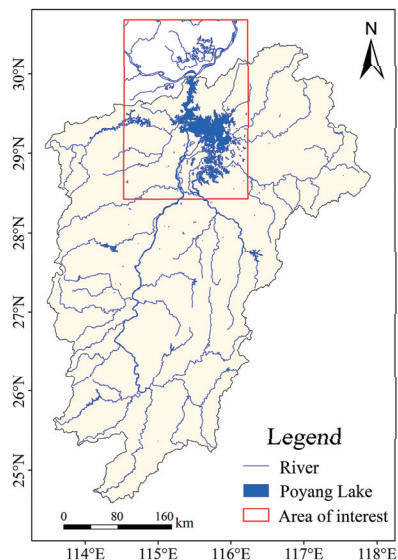 N
30°N
29°N
28°N
27°N
26°N
25°N
Legend
River
Poyang Lake
Area of interest
0 80 160 km
114°E 115°E 116°E 117°E 118°E